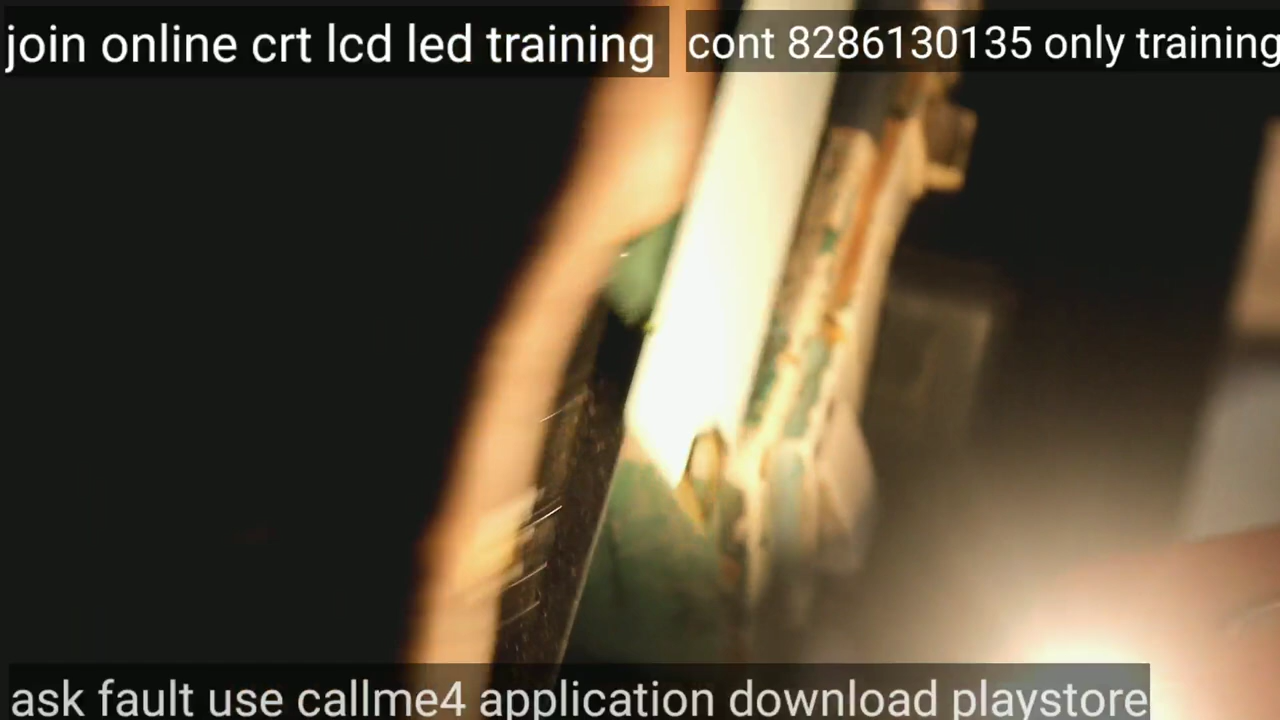 join online crt lcd led training
cont 8286130135 only training
ask fault use callme4 application download playstore